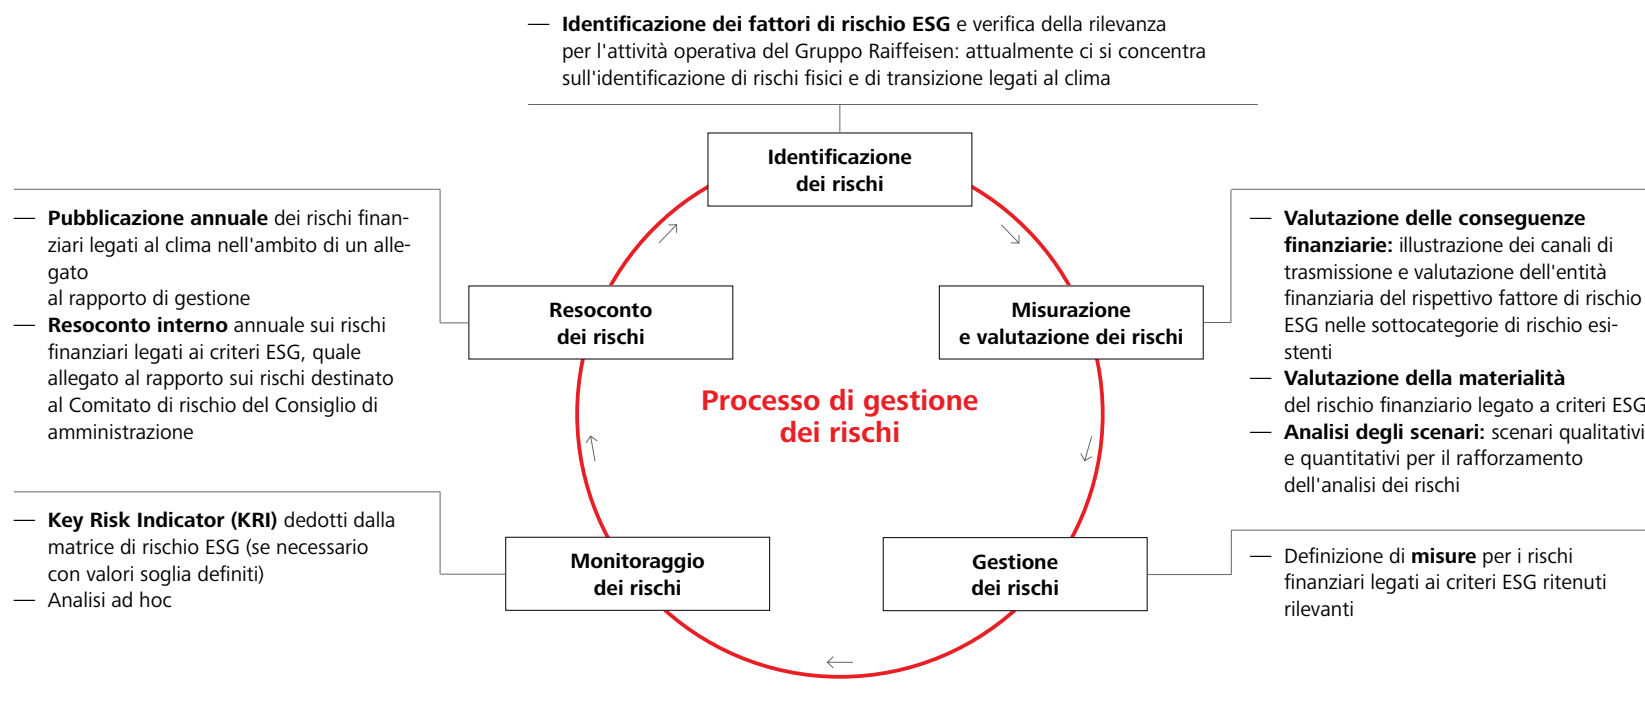 — Identificazione dei fattori di rischio ESG e verifica della rilevanza
per l'attività operativa del Gruppo Raiffeisen: attualmente ci si concentra
sull'identificazione di rischi fisici e di transizione legati al clima
Identificazione
dei rischi
— Valutazione delle conseguenze
finanziarie: illustrazione dei canali di
trasmissione e valutazione dell'entità
finanziaria del rispettivo fattore di rischio
ESG nelle sottocategorie di rischio esi-
stenti
— Valutazione della materialità
del rischio finanziario legato a criteri ESG
— Analisi degli scenari: scenari qualitativi
e quantitativi per il rafforzamento
dell'analisi dei rischi
Misurazione
e valutazione dei rischi
— Definizione di misure per i rischi
finanziari legati ai criteri ESG ritenuti
rilevanti
Gestione
dei rischi
— Key Risk Indicator (KRI) dedotti dalla
matrice di rischio ESG (se necessario
con valori soglia definiti)
— Analisi ad hoc
Monitoraggio
dei rischi
— Pubblicazione annuale dei rischi finan-
ziari legati al clima nell'ambito di un alle-
gato
al rapporto di gestione
— Resoconto interno annuale sui rischi
finanziari legati ai criteri ESG, quale
allegato al rapporto sui rischi destinato
al Comitato di rischio del Consiglio di
amministrazione
Resoconto
dei rischi
Processo di gestione
dei rischi